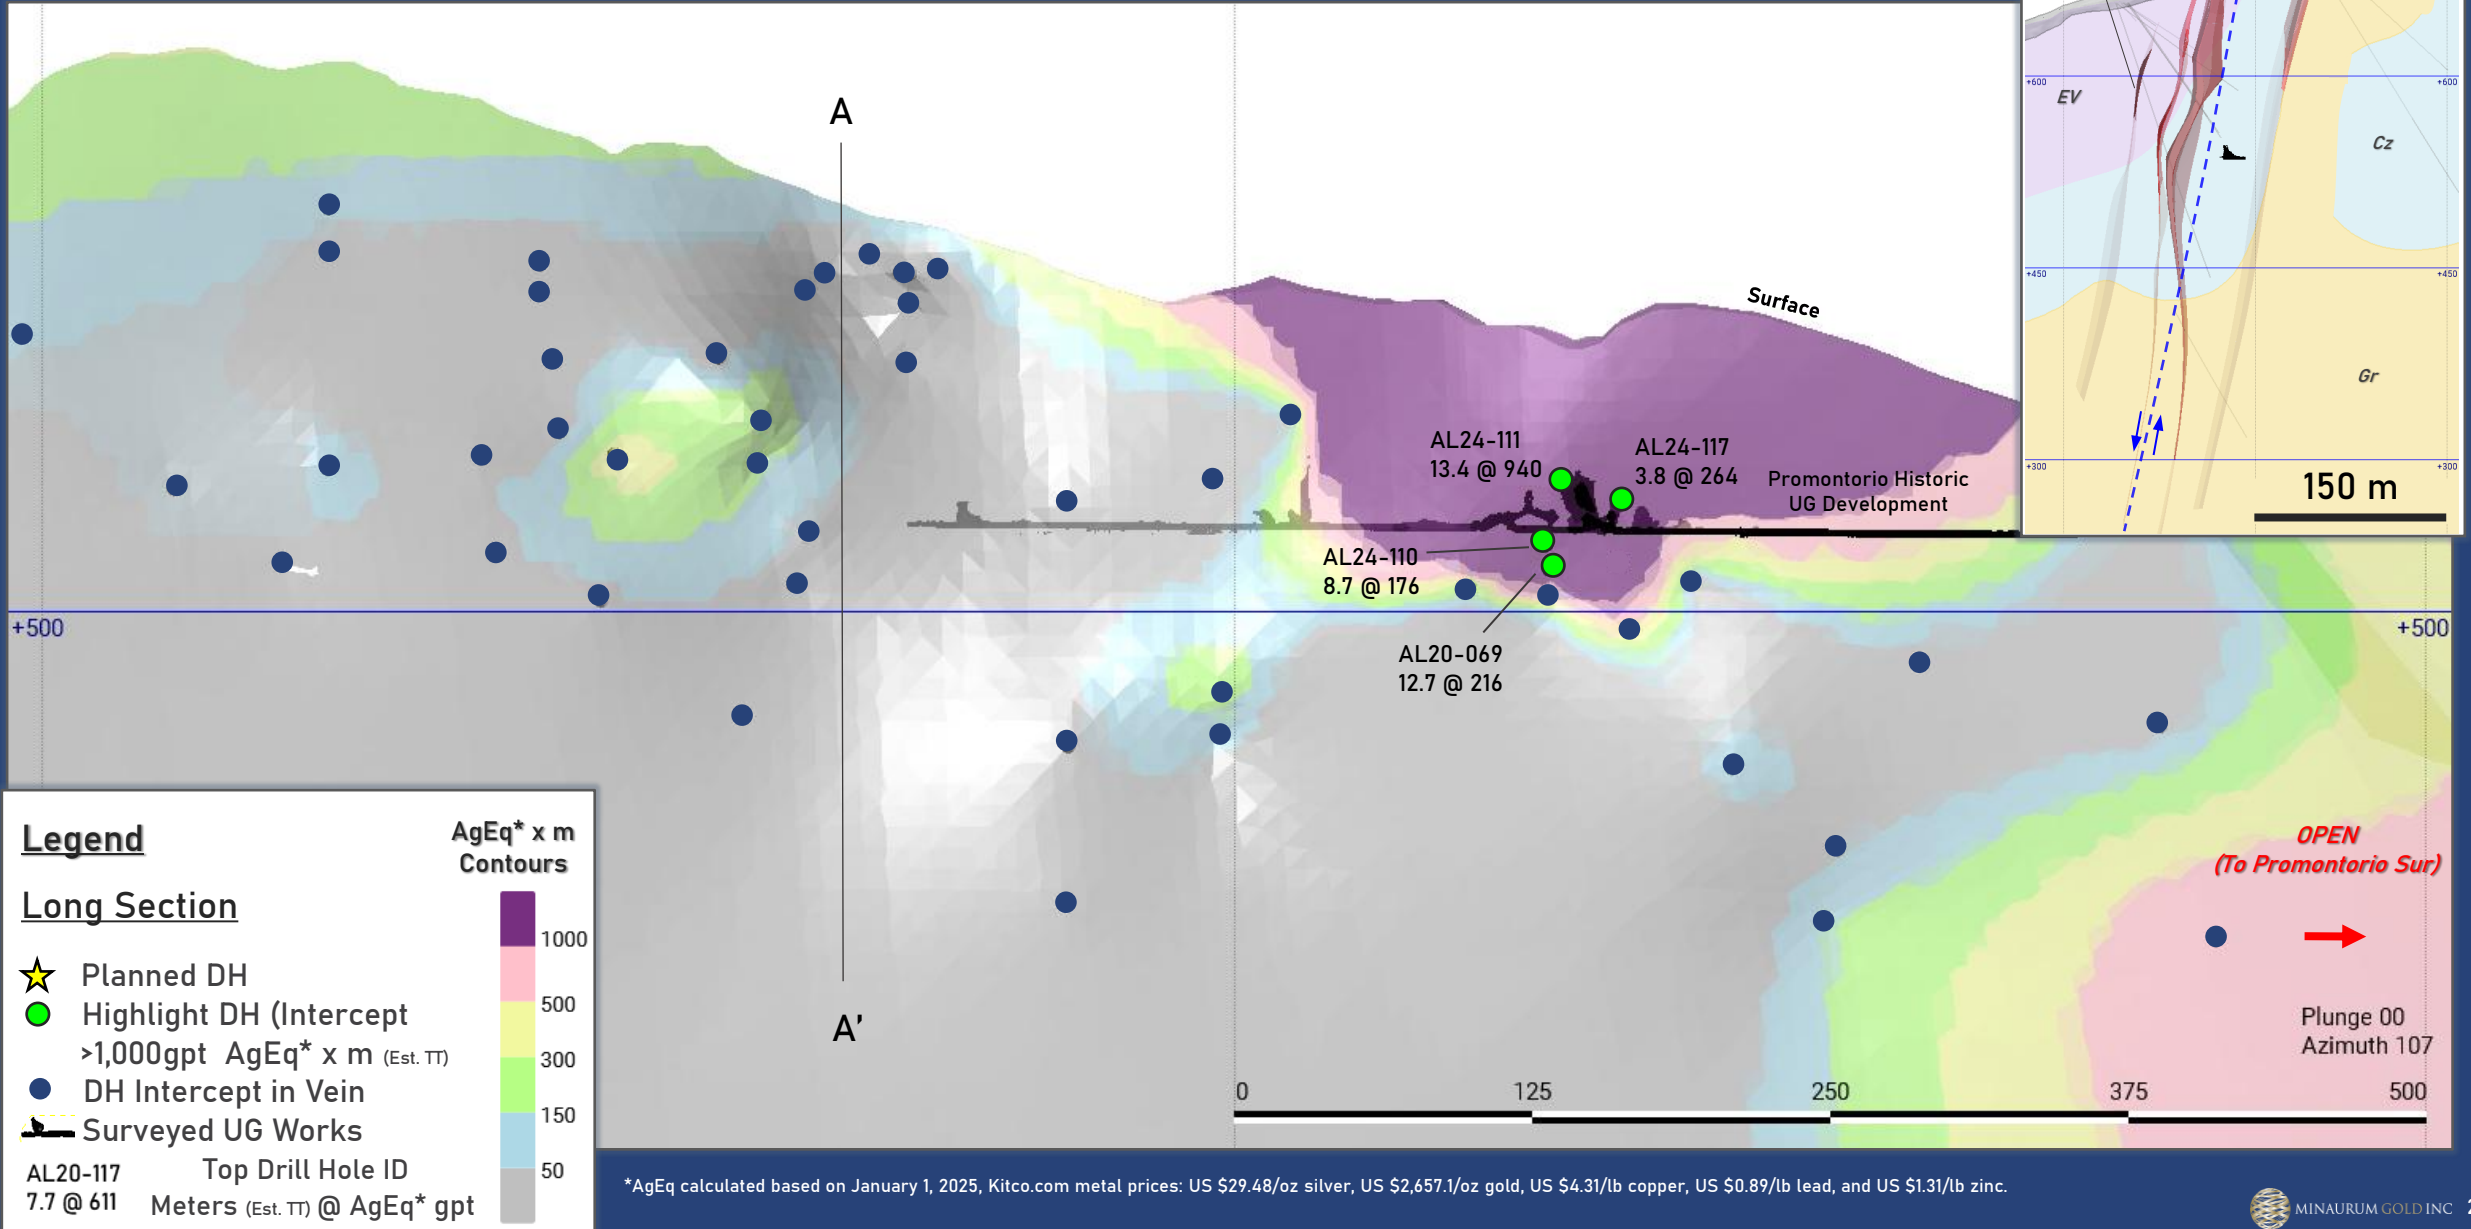 A
Surface
AL24-111
13.4 @ 940
AL24-117
3.8 @ 264
Promontorio Historic
UG Development
AL24-110
8.7 @ 176
AL20-069
12.7 @ 216
+500
+500
A'
OPEN
(To Promontorio Sur)
Plunge 00
Azimuth 107
0
125
250
375
500
+600
+600
EV
Cz
+450
+450
Gr
+300
+300
150 m
Legend
AgEq* x m
Contours
Long Section
1000
500
300
150
50
Planned DH
Highlight DH (Intercept
>1,000gpt AgEq* x m (Est. TT)
DH Intercept in Vein
Surveyed UG Works
AL20-117
7.7 @ 611
Top Drill Hole ID
Meters (Est. TT) @ AgEq* gpt
*AgEq calculated based on January 1, 2025, Kitco.com metal prices: US $29.48/oz silver, US $2,657.1/oz gold, US $4.31/lb copper, US $0.89/lb lead, and US $1.31/lb zinc.
MINAURUM GOLD INC